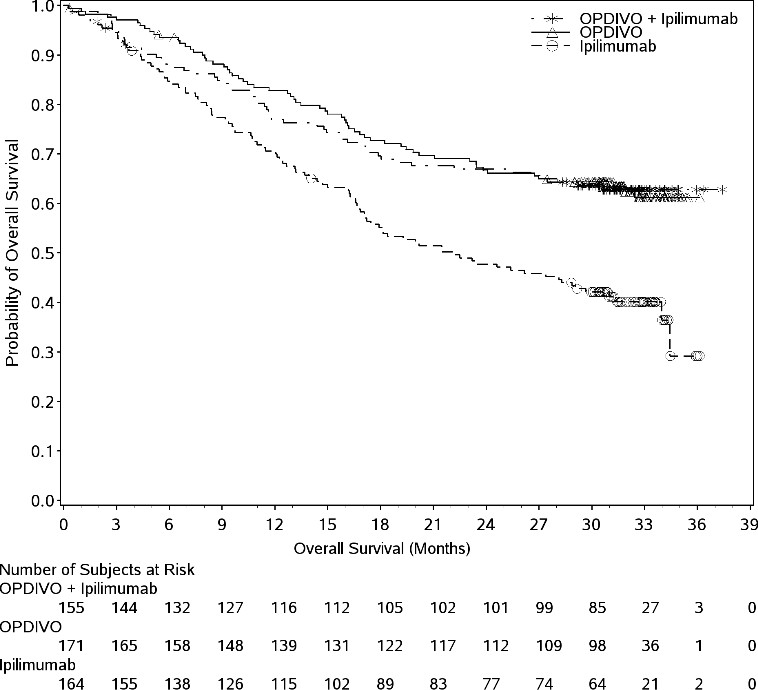 OPDIVO + Ipilimumab
OPDIVO
Ipilimumab
Probability of Overall Survival
1.0
0.9
0.8
0.7
0.6
0.5
0.4
0.3
0.2
0.1
0.0
0 3 6 9 12 15 18 21 24 27 30 33 36 39
Overall Survival (Months)
Number of Subjects at Risk
OPDIVO + Ipilimumab
155 144 132 127 116 112 105 102 101 99 85 27 3 0
OPDIVO
171 165 158 148 139 131 122 117 112 109 98 36 1 0
Ipilimumab
164 155 138 126 115 102 89 83 77 74 64 21 2 0